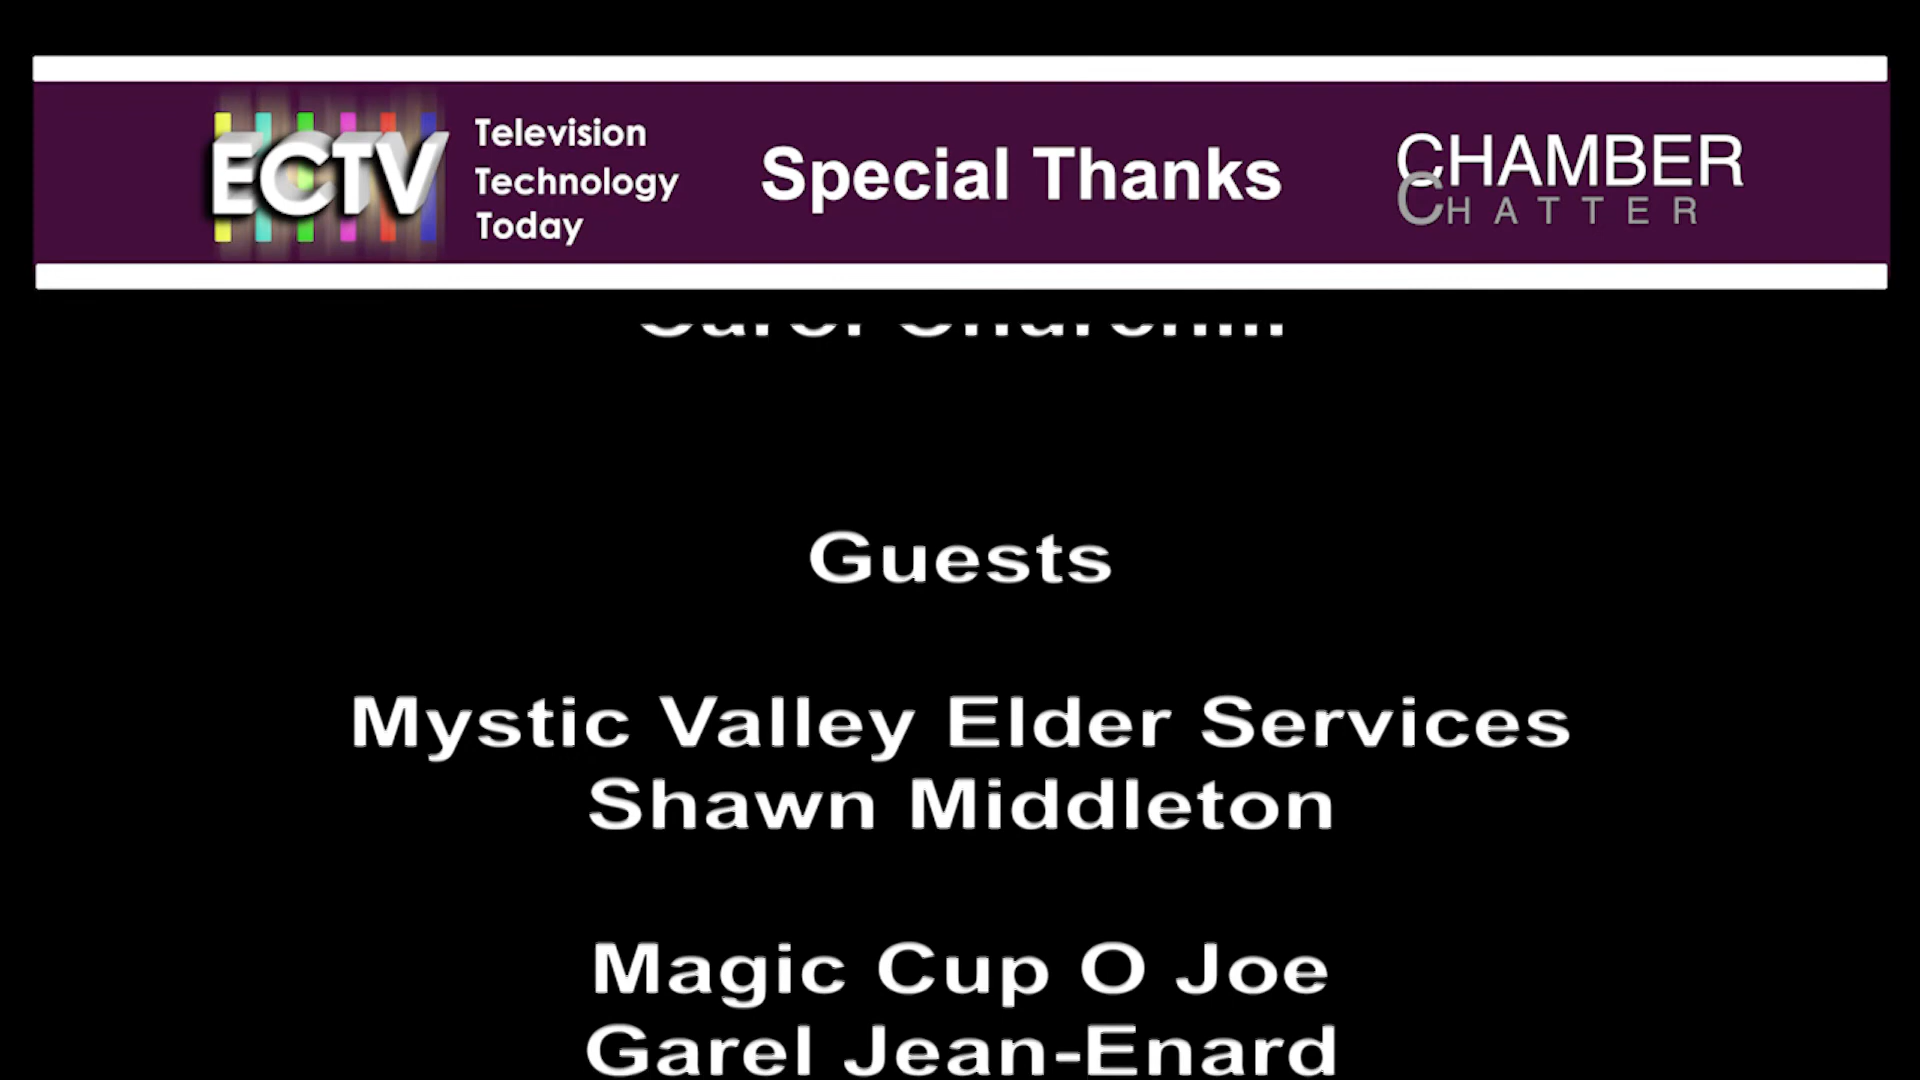 ECTV
Television
Technology
Today
Special Thanks
CHAMBER
CHATTER
Guests
Mystic Valley Elder Services
Shawn Middleton
Magic Cup O Joe
Garel Jean-Enard